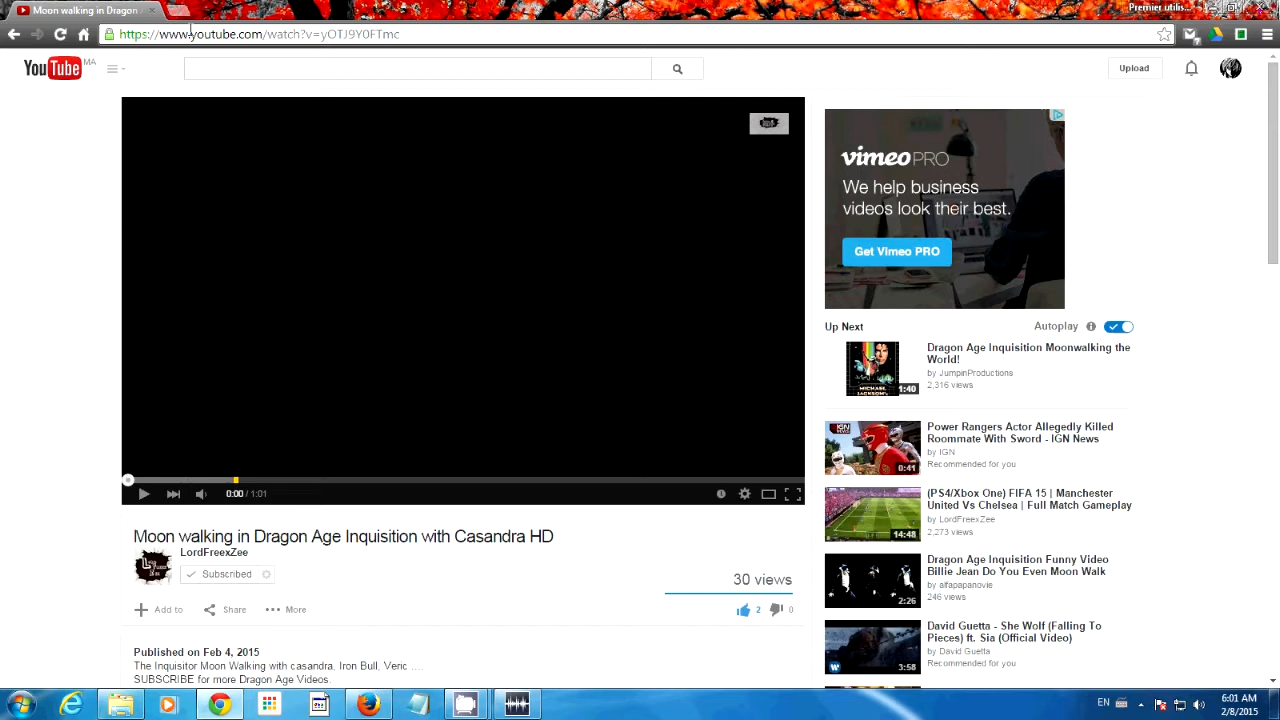 Moon walking in Dragon
Premier utilis...
https://www.youtube.com/watch?v=yOTJ9Y0FTmc
YouTube MA
Upload
vimeo PRO
We help business
videos look their best.
Get Vimeo PRO
Up Next
Autoplay
Dragon Age Inquisition Moonwalking the
World!
by JumpinProductions
2,316 views
1:40
MICHAEL
JACKSON'S
Power Rangers Actor Allegedly Killed
Roommate With Sword - IGN News
by IGN
Recommended for you
IGN
NEWS
0:41
(PS4/Xbox One) FIFA 15 | Manchester
United Vs Chelsea | Full Match Gameplay
by LordFreexZee
2,273 views
14:48
Dragon Age Inquisition Funny Video
Billie Jean Do You Even Moon Walk
by alfapapanovie
246 views
2:26
David Guetta - She Wolf (Falling To
Pieces) ft. Sia (Official Video)
by David Guetta
Recommended for you
3:58
0:00 / 1:01
Moon walking in Dragon Age Inquisition with Casandra HD
LordFreexZee
Subscribed
30 views
Add to
Share
More
2
0
Published on Feb 4, 2015
The Inquisitor Moon Walking with casandra, Iron Bull, Veric ....
SUBSCRIBE for more Dragon Age Videos.
EN
6:01 AM
2/8/2015